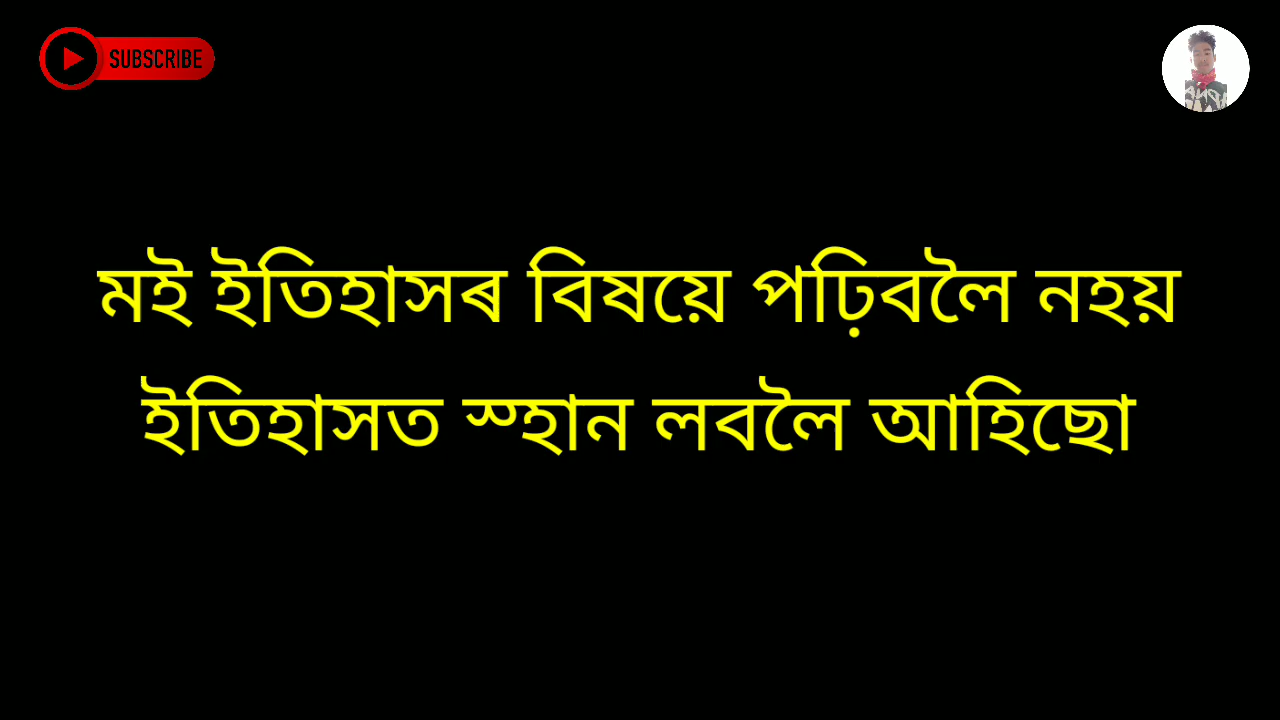 SUBSCRIBE
মই ইতিহাসৰ বিষয়ে পঢ়িবলৈ নহয়
ইতিহাসত স্হান লবলৈ আহিছো